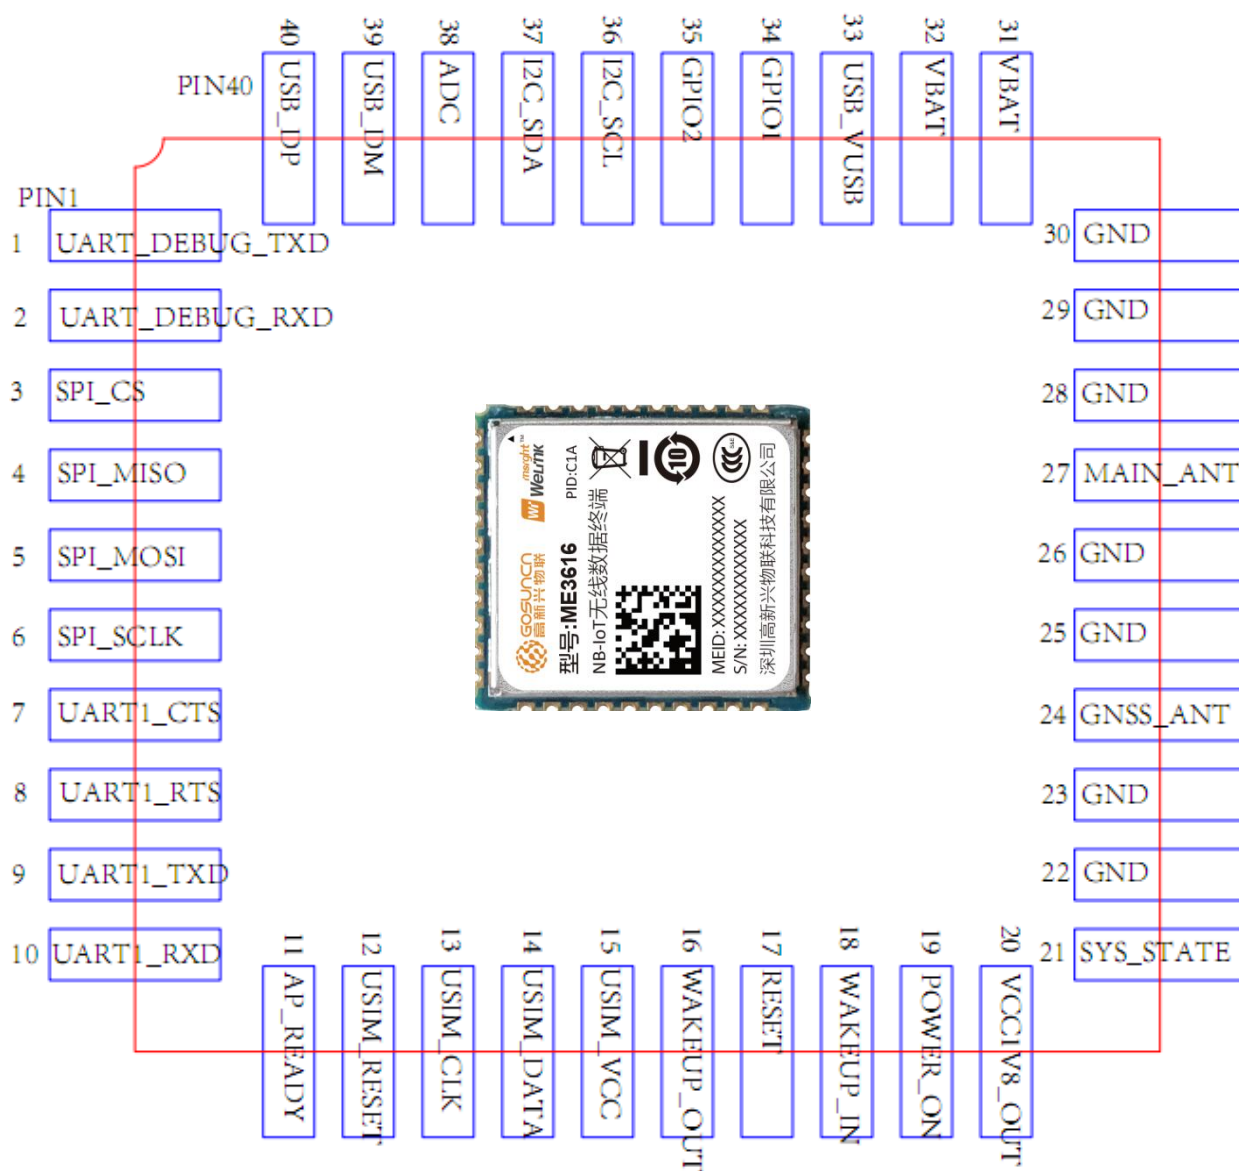 40 USB_DP
39 USB_DM
38 ADC
37 I2C_SDA
36 I2C_SCL
35 GPIO2
34 GPIO1
33 USB_VUSB
32 VBAT
31 VBAT
PIN40
PIN1
1 UART_DEBUG_TXD
2 UART_DEBUG_RXD
3 SPI_CS
4 SPI_MISO
5 SPI_MOSI
6 SPI_SCLK
7 UART1_CTS
8 UART1_RTS
9 UART1_TXD
10 UART1_RXD
30 GND
29 GND
28 GND
27 MAIN_ANT
26 GND
25 GND
24 GNSS_ANT
23 GND
22 GND
21 SYS_STATE
GOSUNCN
高新兴物联
Wi WeLink
型号:ME3616
PID:C1A
NB-IoT无线数据终端
10
MEID: XXXXXXXXXXXXXX
S/N: XXXXXXXXXXXX
深圳高新兴物联科技有限公司
11 AP_READY
12 USIM_RESET
13 USIM_CLK
14 USIM_DATA
15 USIM_VCC
16 WAKEUP_OUT
17 RESET
18 WAKEUP_IN
19 POWER_ON
20 VCC1V8_OUT